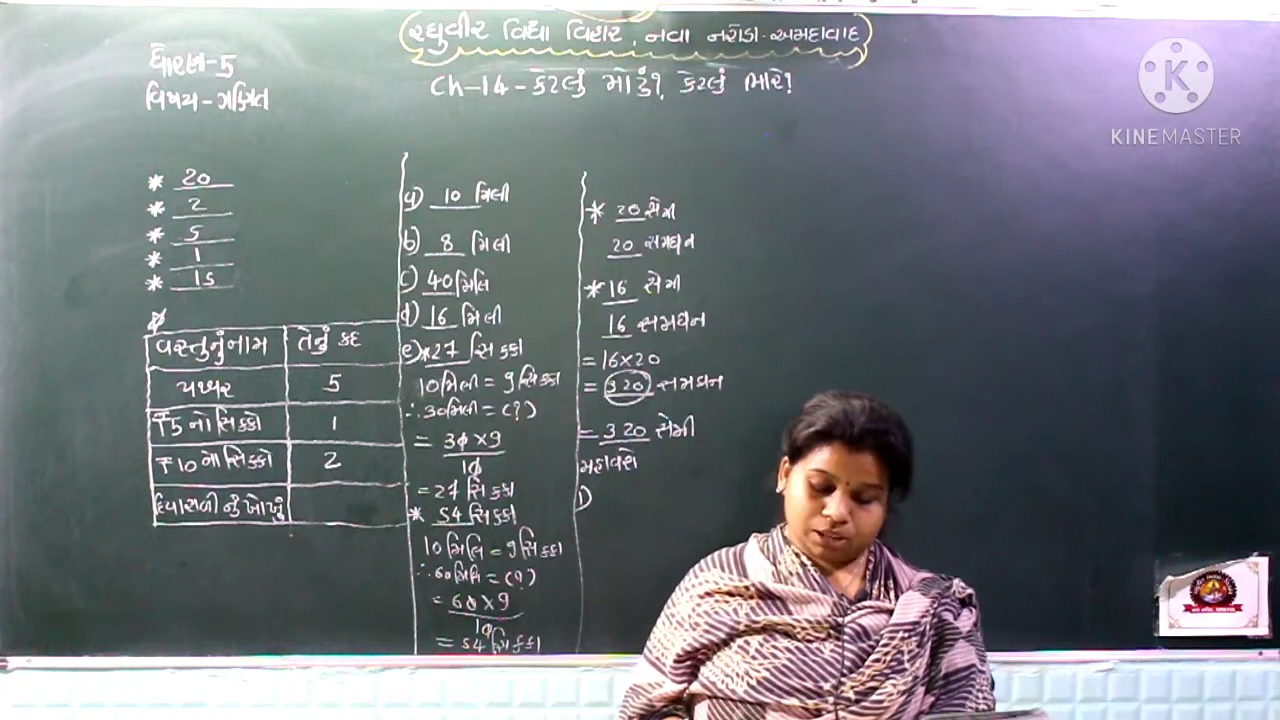 રઘુવીર વિદ્યા વિહાર, નવા નરોડા-અમદાવાદ
ધોરણ-5
વિષય-ગણિત
Ch-14-કેટલું મોટું? કેટલું ભારે?
KINEMASTER
* 20
* 2
* 5
* 1
* 15
વસ્તુનું નામ તેનું કદ
પથ્થર 5
₹5 નો સિક્કો 1
₹10 નો સિક્કો 2
દિવાસળી નું ખોખું
a) 10 મિલી
b) 8 મિલી
c) 40 મિલિ
d) 16 મિલી
e) * 27 સિક્કા
10 મિલી = 9 સિક્કા
∴ 30 મિલી = (?)
= 30 × 9
10
= 27 સિક્કા
* 54 સિક્કા
10 મિલિ = 9 સિક્કા
∴ 60 મિલિ = (?)
= 60 × 9
10
= 54 સિક્કા
* 20 સેમી
20 સમઘન
* 16 સેમી
16 સમઘન
= 16×20
= 320 સમઘન
= 320 સેમી
મહાવરો
1)